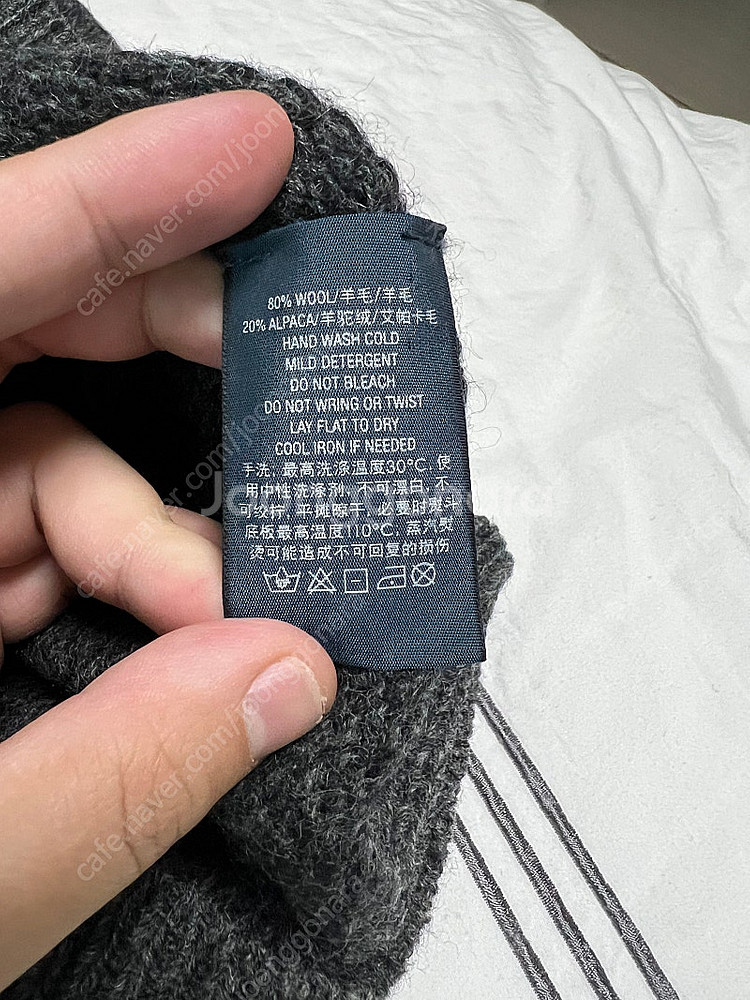 80% WOOL/羊毛/羊毛
20% ALPACA/羊驼绒/艾帕卡毛
HAND WASH COLD
MILD DETERGENT
DO NOT BLEACH
DO NOT WRING OR TWIST
LAY FLAT TO DRY
COOL IRON IF NEEDED
手洗, 最高洗涤温度30°C, 使
用中性洗涤剂, 不可漂白, 不
可绞拧, 平摊晾干, 必要时熨斗
底板最高温度110°C, 蒸汽熨
烫可能造成不可回复的损伤
cafe.naver.com/joonggonara